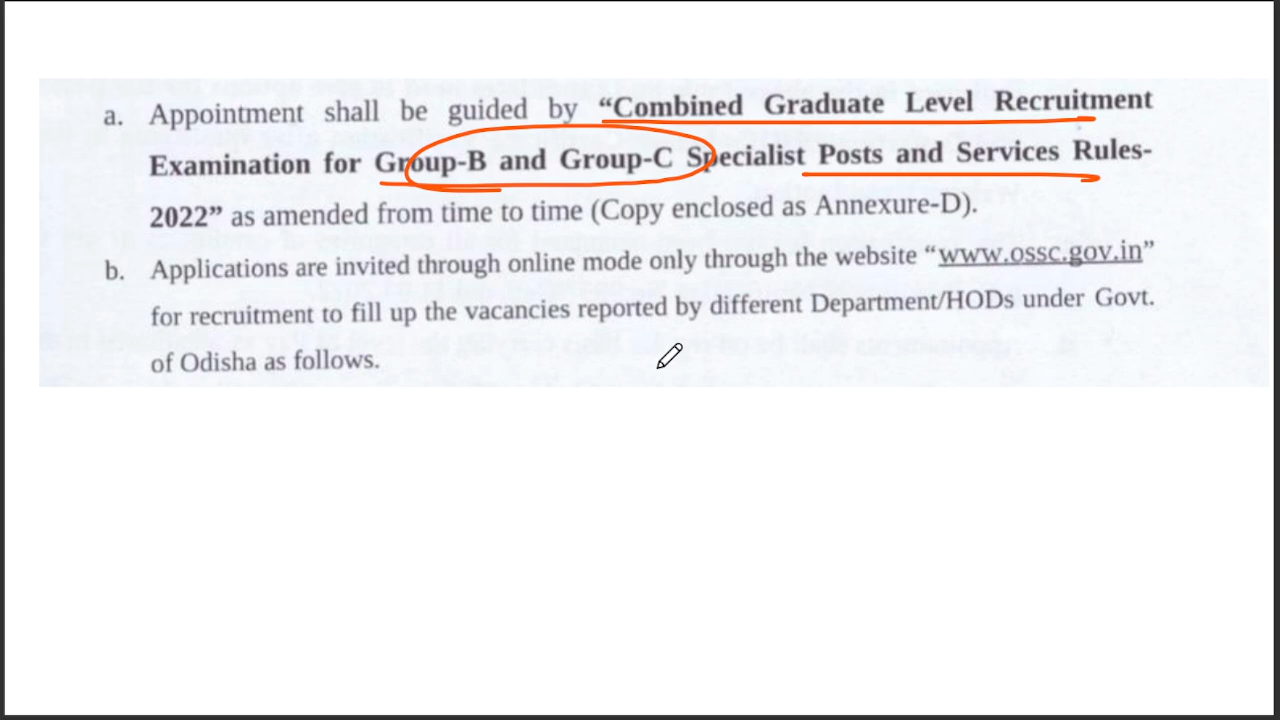 a. Appointment shall be guided by “Combined Graduate Level Recruitment
Examination for Group-B and Group-C Specialist Posts and Services Rules-
2022” as amended from time to time (Copy enclosed as Annexure-D).
b. Applications are invited through online mode only through the website “www.ossc.gov.in”
for recruitment to fill up the vacancies reported by different Department/HODs under Govt.
of Odisha as follows.